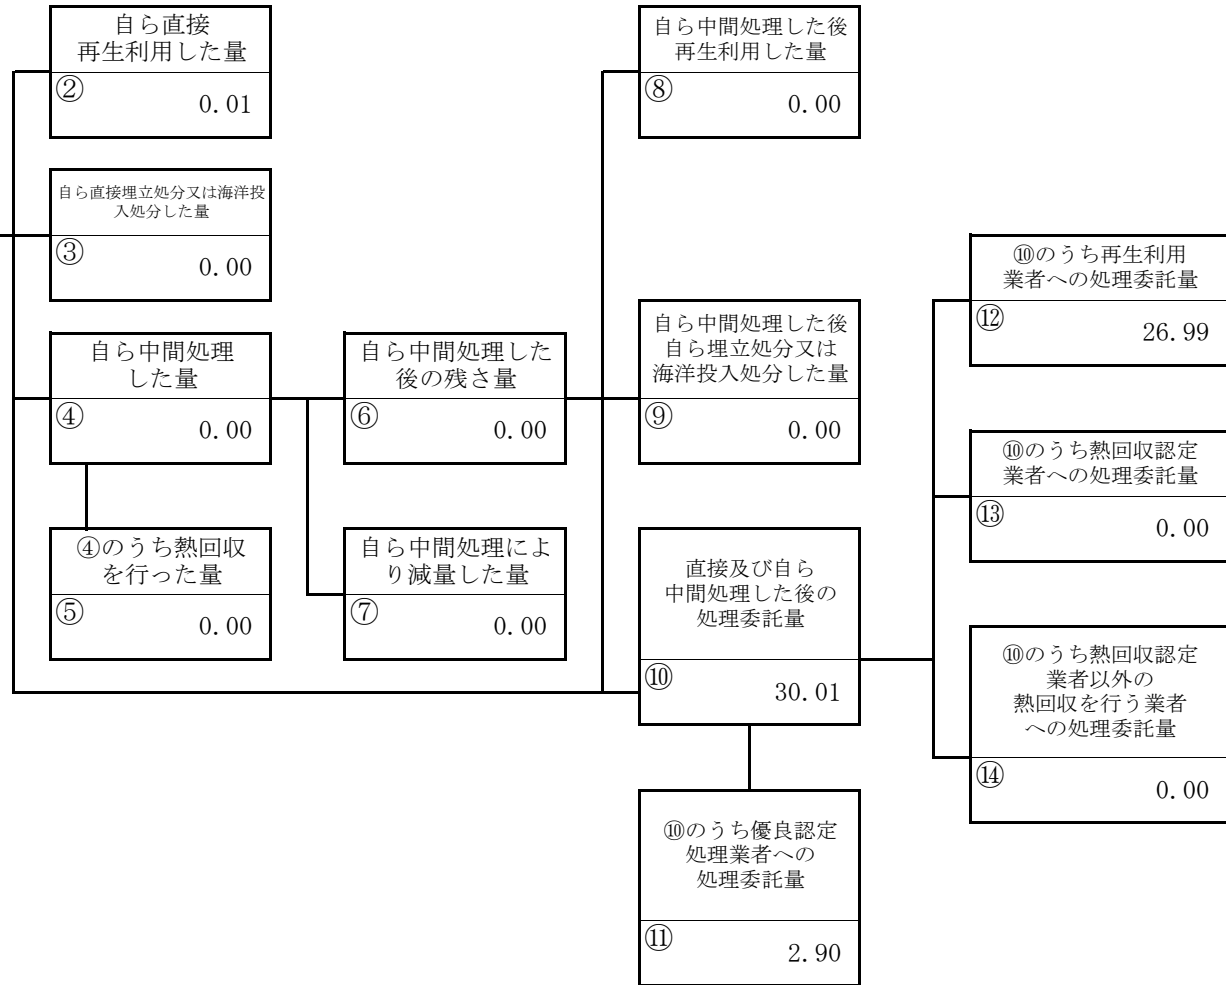 自ら直接
再生利用した量
②
0.01
自ら直接埋立処分又は海洋投
入処分した量
③
0.00
自ら中間処理
した量
④
0.00
④のうち熱回収
を行った量
⑤
0.00
自ら中間処理した
後の残さ量
⑥
0.00
自ら中間処理によ
り減量した量
⑦
0.00
自ら中間処理した後
再生利用した量
⑧
0.00
自ら中間処理した後
自ら埋立処分又は
海洋投入処分した量
⑨
0.00
直接及び自ら
中間処理した後の
処理委託量
⑩
30.01
⑩のうち優良認定
処理業者への
処理委託量
⑪
2.90
⑩のうち再生利用
業者への処理委託量
⑫
26.99
⑩のうち熱回収認定
業者への処理委託量
⑬
0.00
⑩のうち熱回収認定
業者以外の
熱回収を行う業者
への処理委託量
⑭
0.00